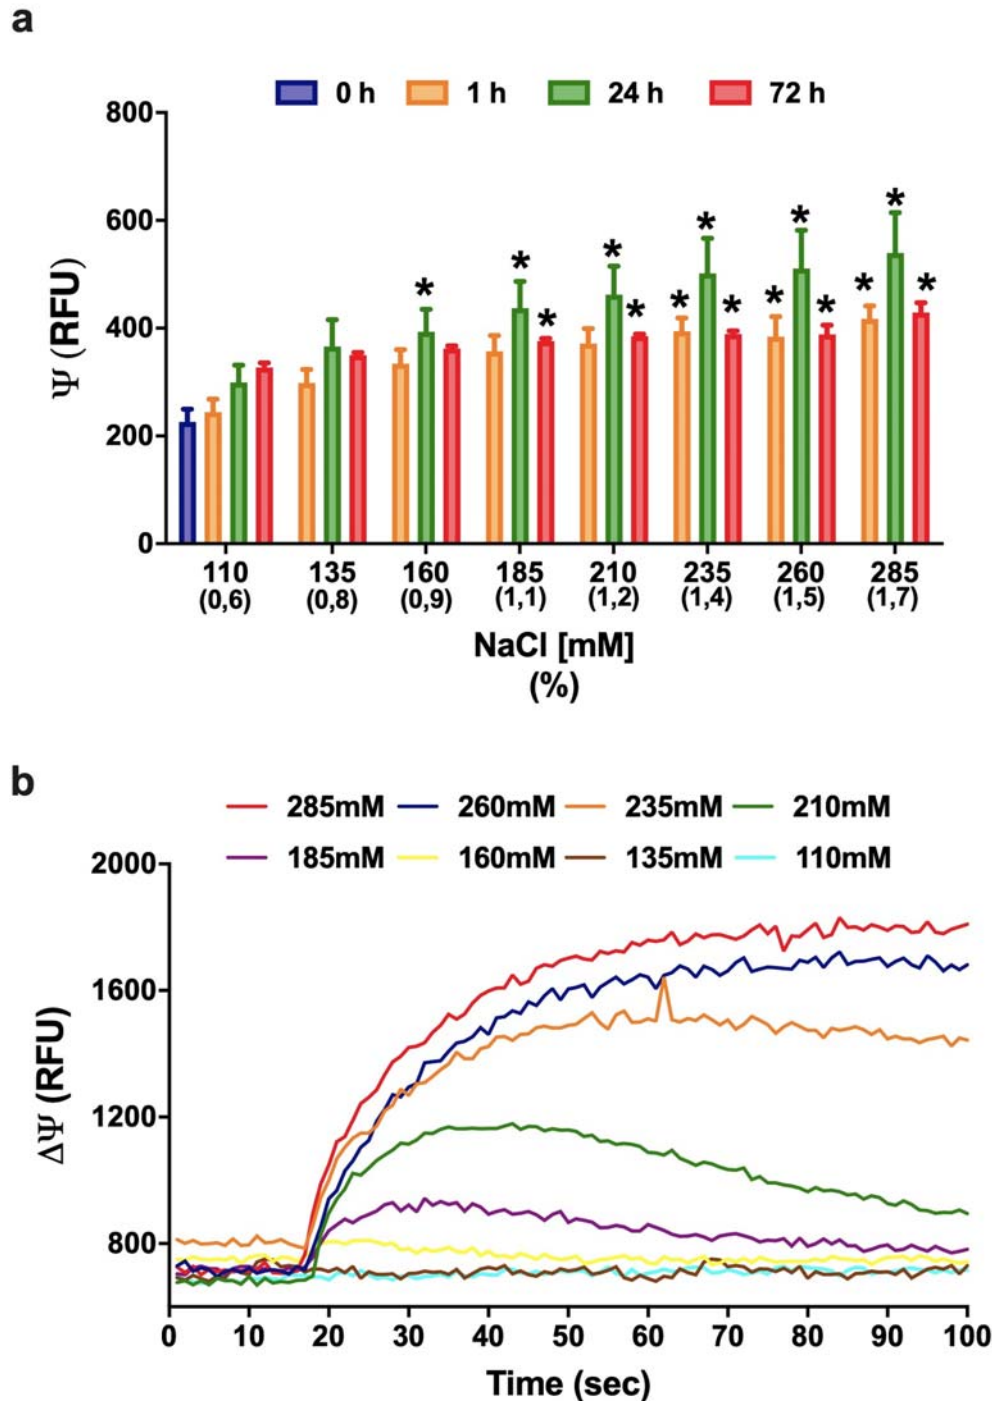 a
0 h 1 h 24 h 72 h
800
600
400
200
0
Ψ (RFU)
* * * * * * * * * * * * *
110 135 160 185 210 235 260 285
(0,6) (0,8) (0,9) (1,1) (1,2) (1,4) (1,5) (1,7)
NaCl [mM]
(%)
b
285mM 260mM 235mM 210mM
185mM 160mM 135mM 110mM
2000
1600
1200
800
ΔΨ (RFU)
0 10 20 30 40 50 60 70 80 90 100
Time (sec)